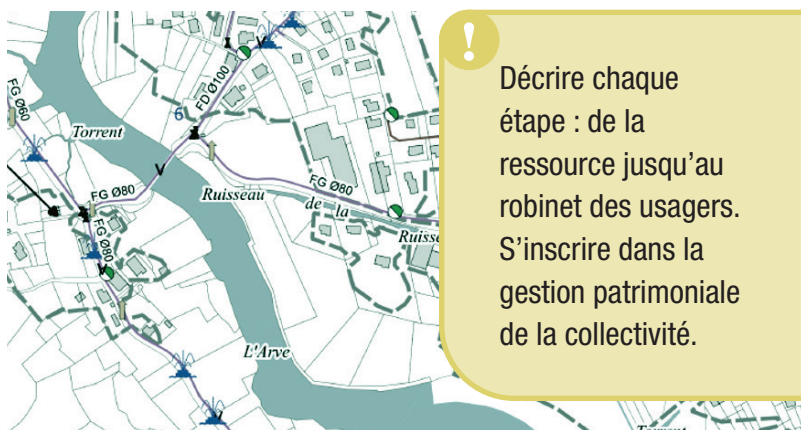 !
Décrire chaque
étape : de la
ressource jusqu'au
robinet des usagers.
S'inscrire dans la
gestion patrimoniale
de la collectivité.
FG Ø60
Torrent
FD Ø100
6
FG Ø80
FG Ø80
Ruisseau
de la
FG Ø80
Ruisse
L'Arve
Torrent